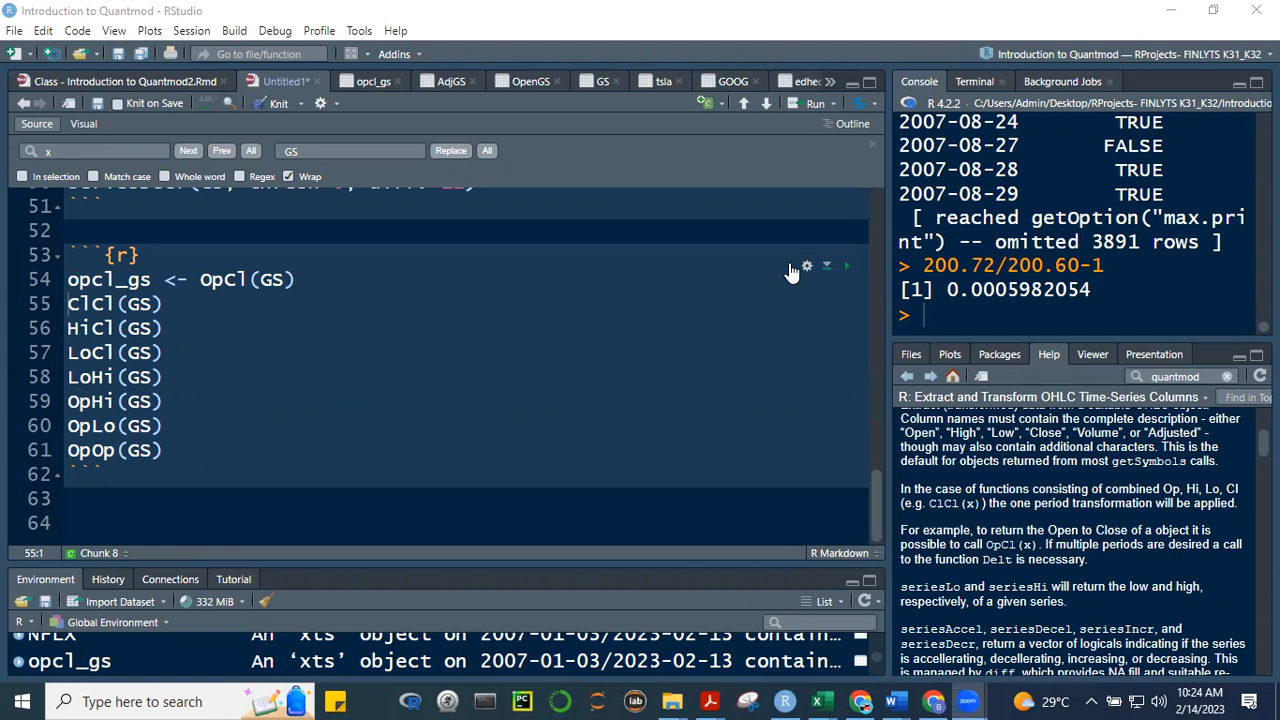 Introduction to Quantmod - RStudio
File Edit Code View Plots Session Build Debug Profile Tools Help
Go to file/function Addins Introduction to Quantmod — RProjects- FINLYTS K31_K32
Class - Introduction to Quantmod2.Rmd Untitled1* opcl_gs AdjGS OpenGS GS tsla GOOG edhec
Knit on Save ABC Knit Run
Source Visual Outline
x Next Prev All GS Replace All
In selection Match case Whole word Regex Wrap
51 ```
52
53 ```{r}
54 opcl_gs <- OpCl(GS)
55 ClCl(GS)
56 HiCl(GS)
57 LoCl(GS)
58 LoHi(GS)
59 OpHi(GS)
60 OpLo(GS)
61 OpOp(GS)
62 ```
63
64
55:1 Chunk 8 R Markdown
Environment History Connections Tutorial
Import Dataset 332 MiB List
R Global Environment
NFLX An 'xts' object on 2007-01-03/2023-02-13 contain…
opcl_gs An 'xts' object on 2007-01-03/2023-02-13 contain…
Console Terminal Background Jobs
R 4.2.2 · C:/Users/Admin/Desktop/RProjects- FINLYTS K31_K32/Introductio
2007-08-24 TRUE
2007-08-27 FALSE
2007-08-28 TRUE
2007-08-29 TRUE
[ reached getOption("max.pri
nt") -- omitted 3891 rows ]
> 200.72/200.60-1
[1] 0.0005982054
>
Files Plots Packages Help Viewer Presentation
quantmod
R: Extract and Transform OHLC Time-Series Columns Find in Top
Column names must contain the complete description - either
"Open", "High", "Low", "Close", "Volume", or "Adjusted" -
though may also contain additional characters. This is the
default for objects returned from most getSymbols calls.
In the case of functions consisting of combined Op, Hi, Lo, Cl
(e.g. ClCl(x)) the one period transformation will be applied.
For example, to return the Open to Close of a object it is
possible to call OpCl(x). If multiple periods are desired a call
to the function Delt is necessary.
seriesLo and seriesHi will return the low and high,
respectively, of a given series.
seriesAccel, seriesDecel, seriesIncr, and
seriesDecr, return a vector of logicals indicating if the series
is accellerating, decellerating, increasing, or decreasing. This
is managed by diff, which provides NA fill and suitable re-
Type here to search 29°C 10:24 AM
2/14/2023